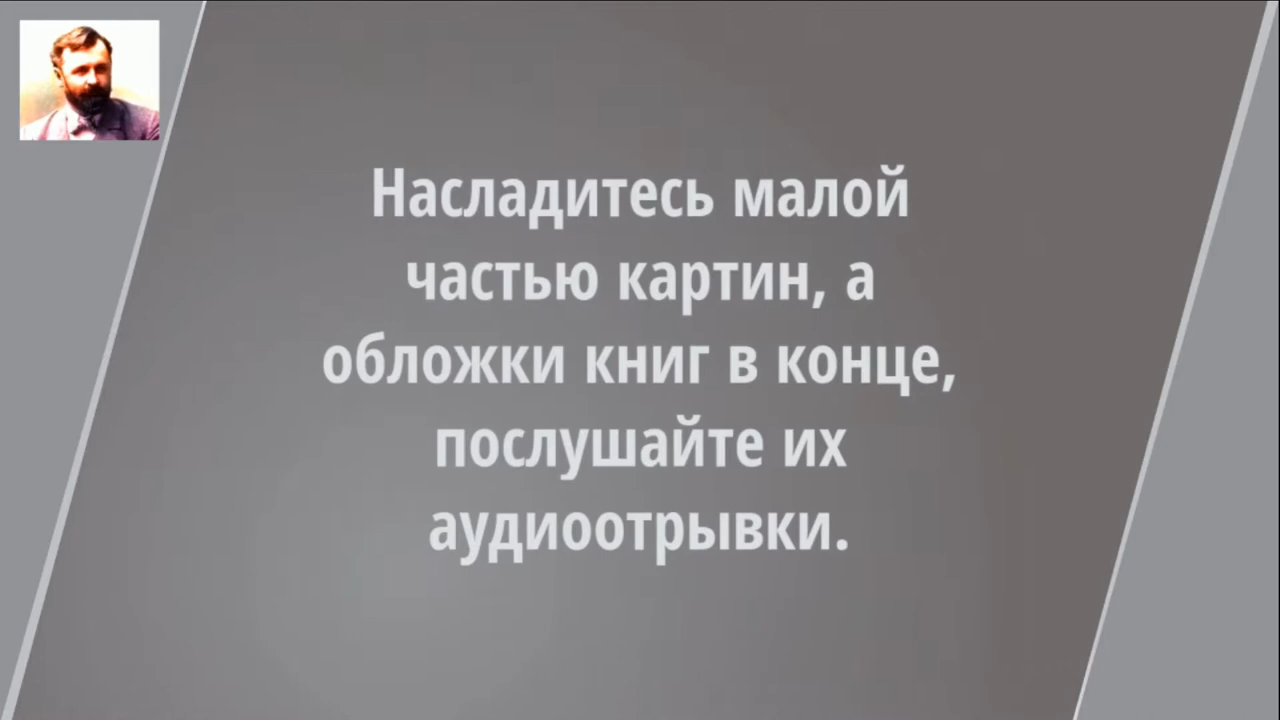 Насладитесь малой
частью картин, а
обложки книг в конце,
послушайте их
аудиоотрывки.